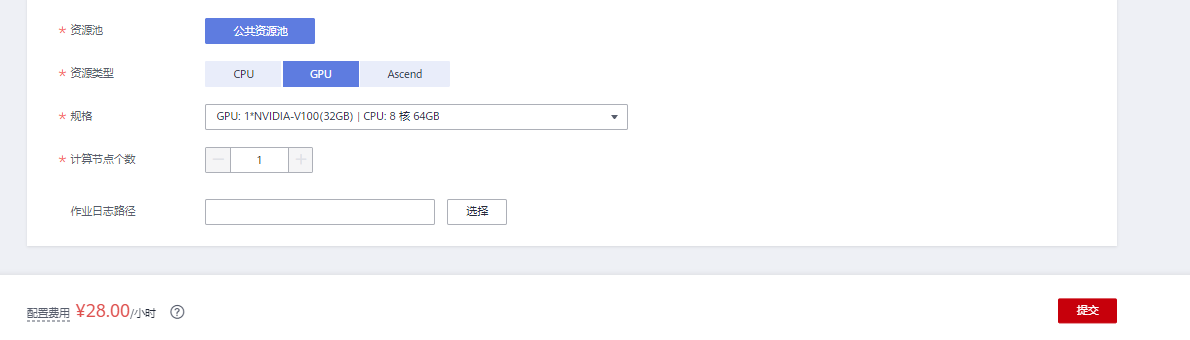 * 资源池 公共资源池
* 资源类型 CPU GPU Ascend
* 规格 GPU: 1*NVIDIA-V100(32GB) | CPU: 8 核 64GB
* 计算节点个数 — 1 +
作业日志路径 选择
配置费用 ¥28.00/小时 ? 提交